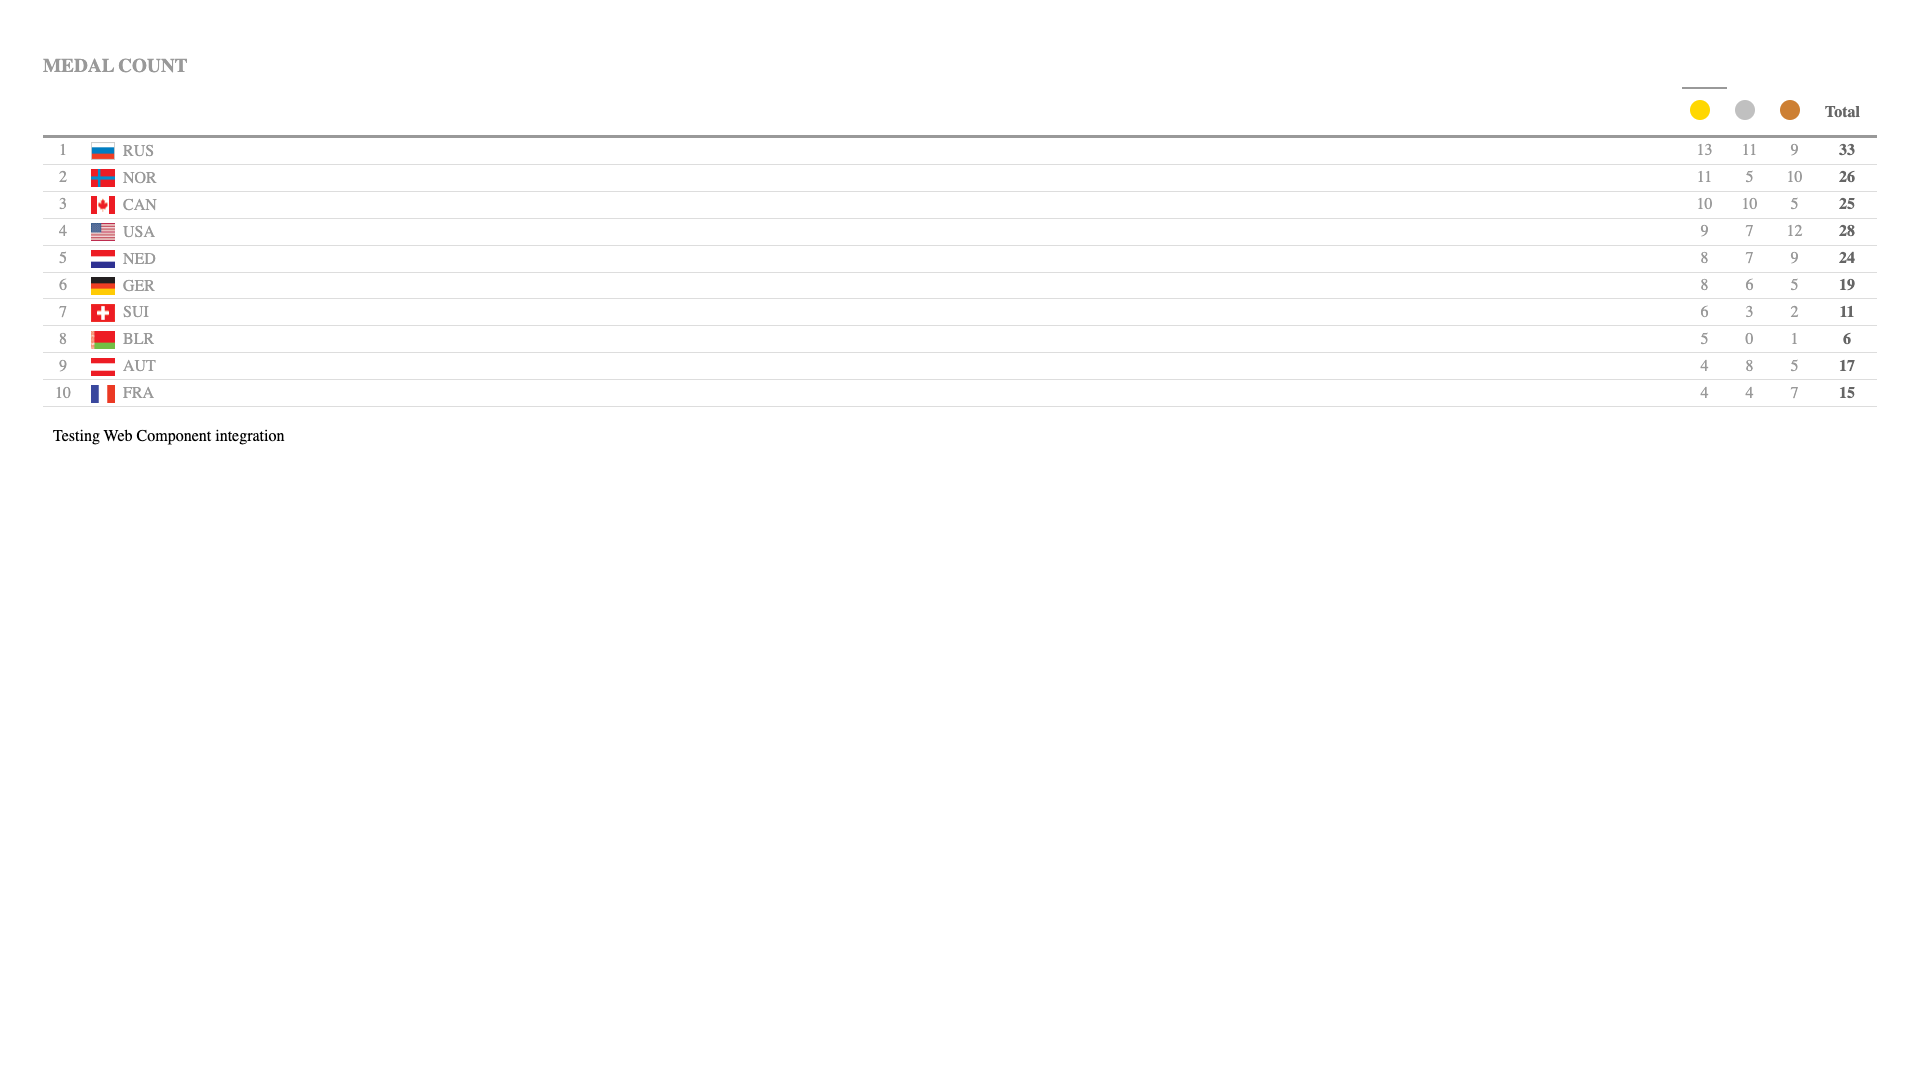 MEDAL COUNT
Total
1 RUS 13 11 9 33
2 NOR 11 5 10 26
3 CAN 10 10 5 25
4 USA 9 7 12 28
5 NED 8 7 9 24
6 GER 8 6 5 19
7 SUI 6 3 2 11
8 BLR 5 0 1 6
9 AUT 4 8 5 17
10 FRA 4 4 7 15
Testing Web Component integration